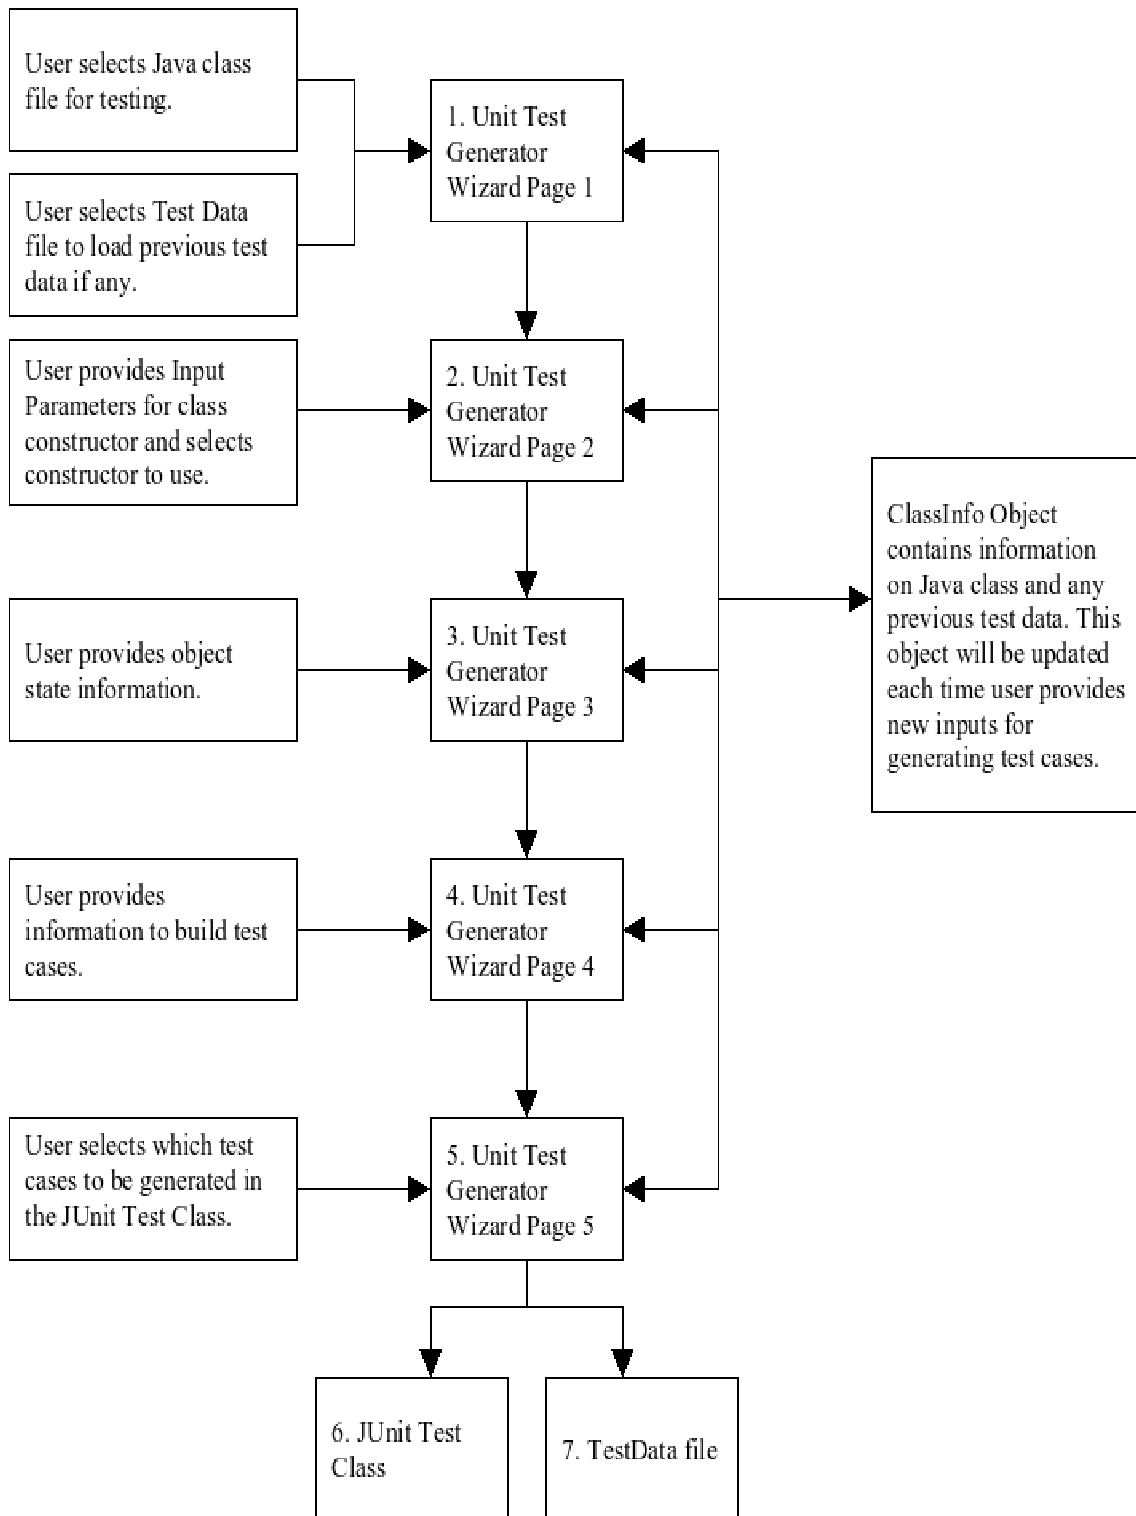 User selects Java class
file for testing.
User selects Test Data
file to load previous test
data if any.
1. Unit Test
Generator
Wizard Page 1
User provides Input
Parameters for class
constructor and selects
constructor to use.
2. Unit Test
Generator
Wizard Page 2
ClassInfo Object
contains information
on Java class and any
previous test data. This
object will be updated
each time user provides
new inputs for
generating test cases.
User provides object
state information.
3. Unit Test
Generator
Wizard Page 3
User provides
information to build test
cases.
4. Unit Test
Generator
Wizard Page 4
User selects which test
cases to be generated in
the JUnit Test Class.
5. Unit Test
Generator
Wizard Page 5
6. JUnit Test
Class
7. TestData file